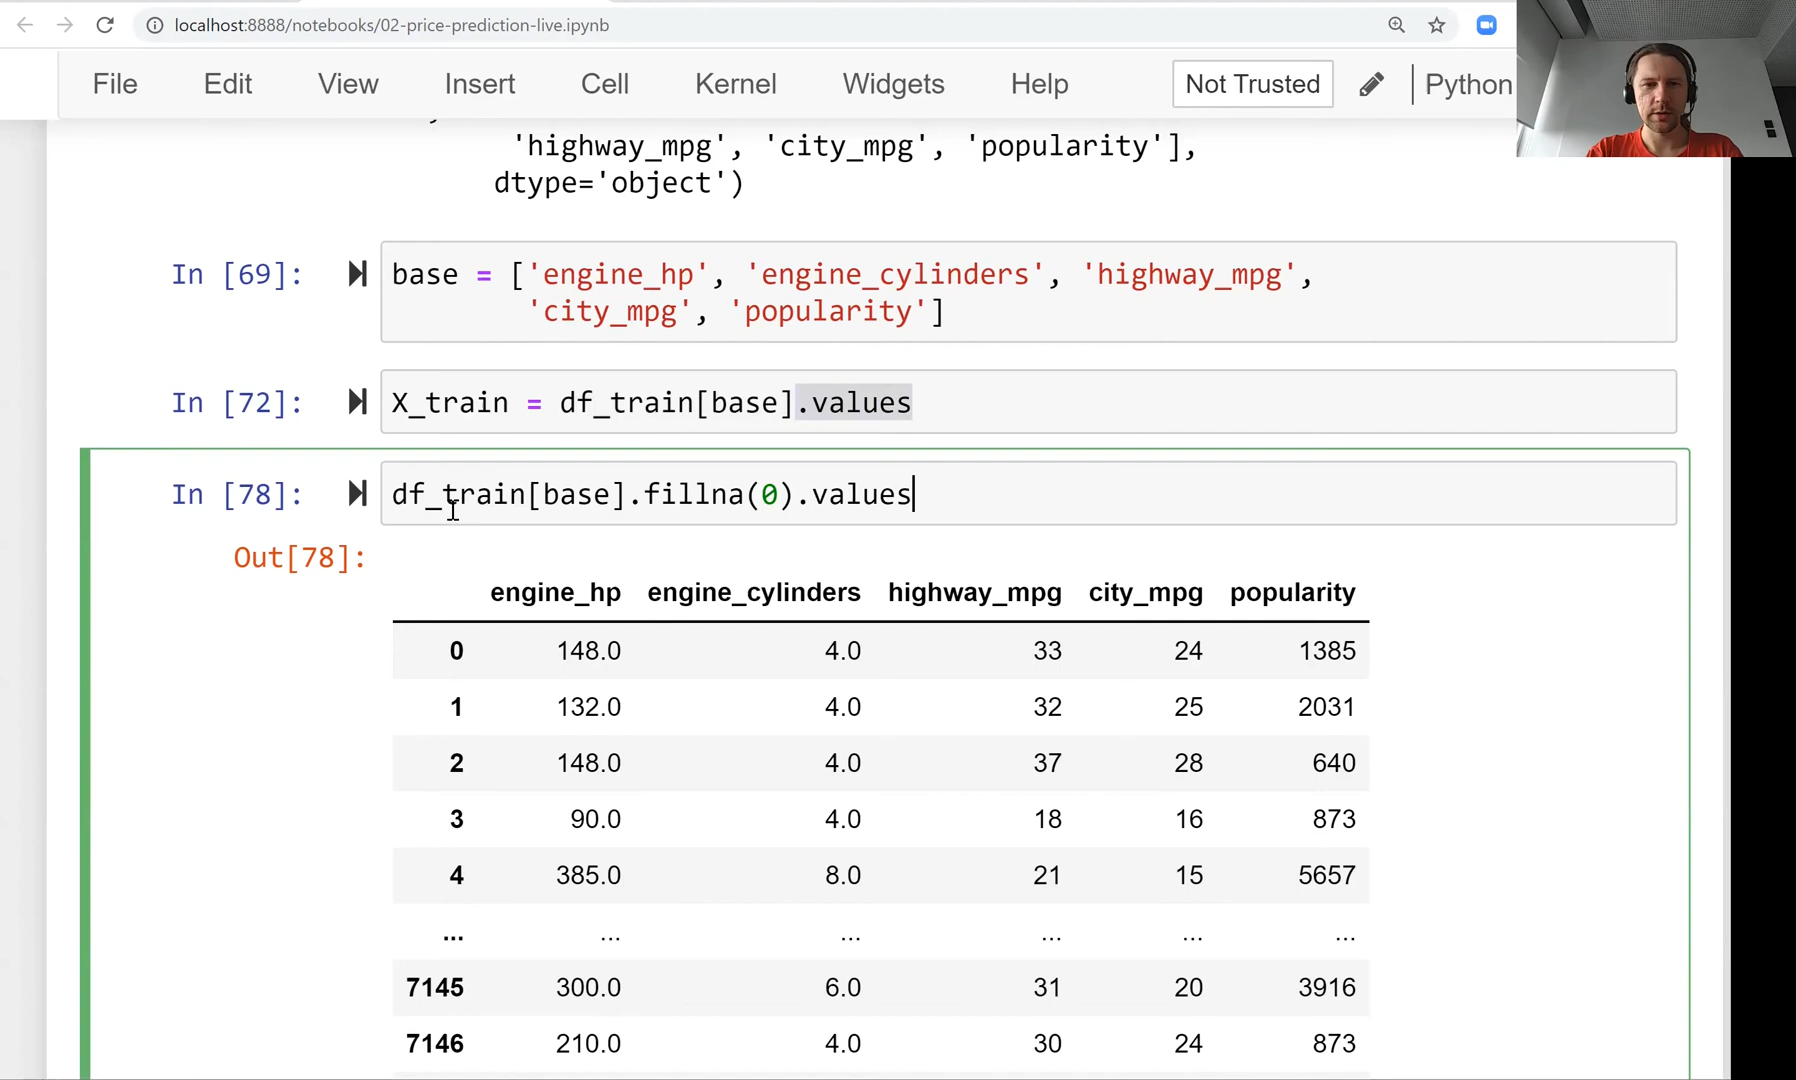 localhost:8888/notebooks/02-price-prediction-live.ipynb
File Edit View Insert Cell Kernel Widgets Help Not Trusted Python
'highway_mpg', 'city_mpg', 'popularity'],
dtype='object')
In [69]: base = ['engine_hp', 'engine_cylinders', 'highway_mpg',
'city_mpg', 'popularity']
In [72]: X_train = df_train[base].values
In [78]: df_train[base].fillna(0).values
Out[78]:
engine_hp engine_cylinders highway_mpg city_mpg popularity
0 148.0 4.0 33 24 1385
1 132.0 4.0 32 25 2031
2 148.0 4.0 37 28 640
3 90.0 4.0 18 16 873
4 385.0 8.0 21 15 5657
... ... ... ... ... ...
7145 300.0 6.0 31 20 3916
7146 210.0 4.0 30 24 873